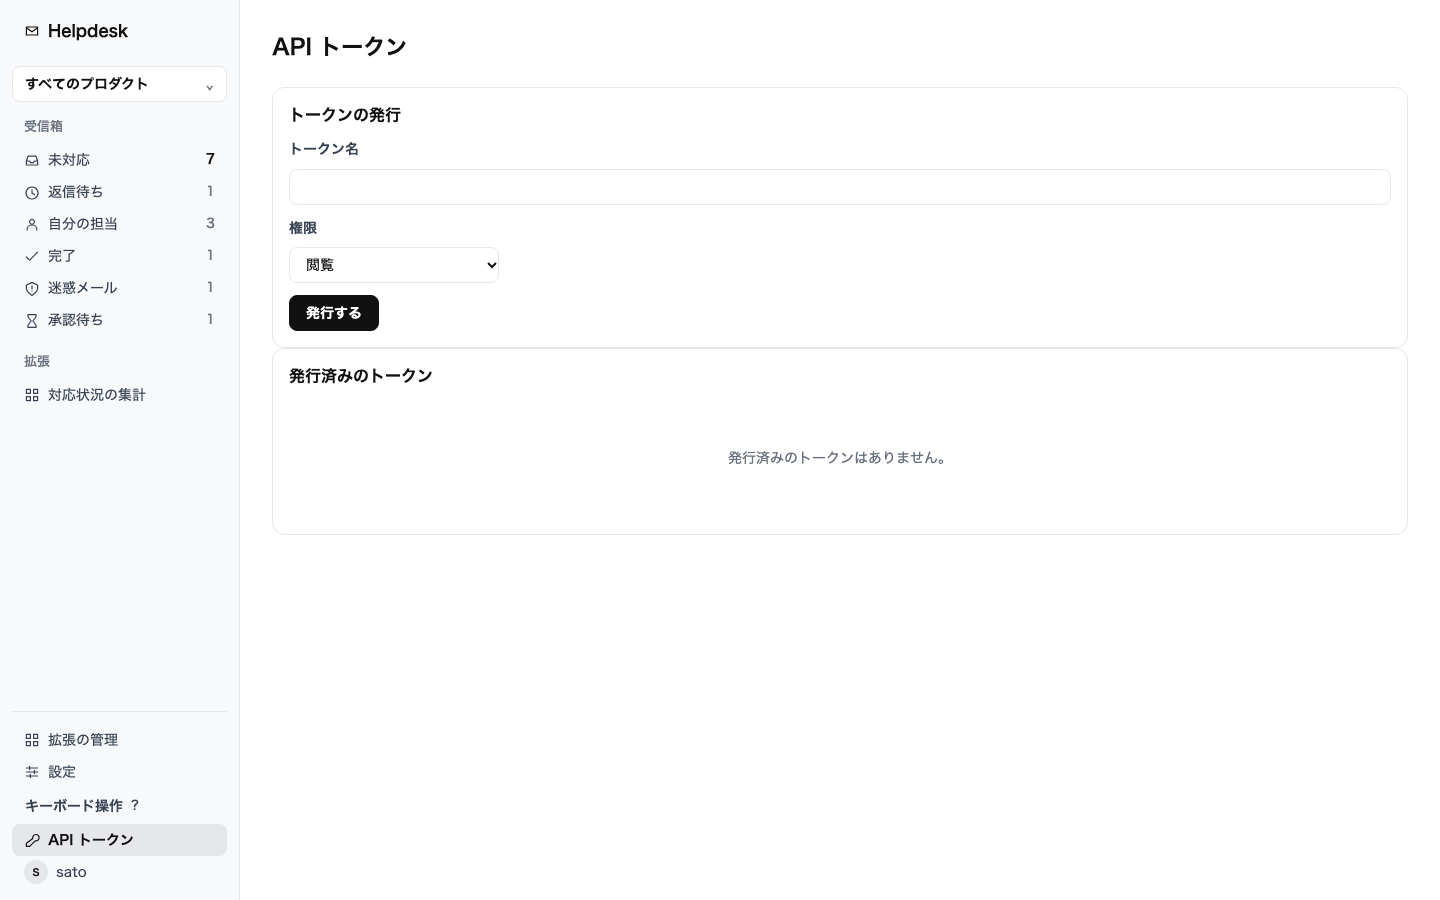 Helpdesk
すべてのプロダクト
受信箱
未対応 7
返信待ち 1
自分の担当 3
完了 1
迷惑メール 1
承認待ち 1
拡張
対応状況の集計
拡張の管理
設定
キーボード操作 ?
API トークン
S sato
API トークン
トークンの発行
トークン名
権限
閲覧
発行する
発行済みのトークン
発行済みのトークンはありません。